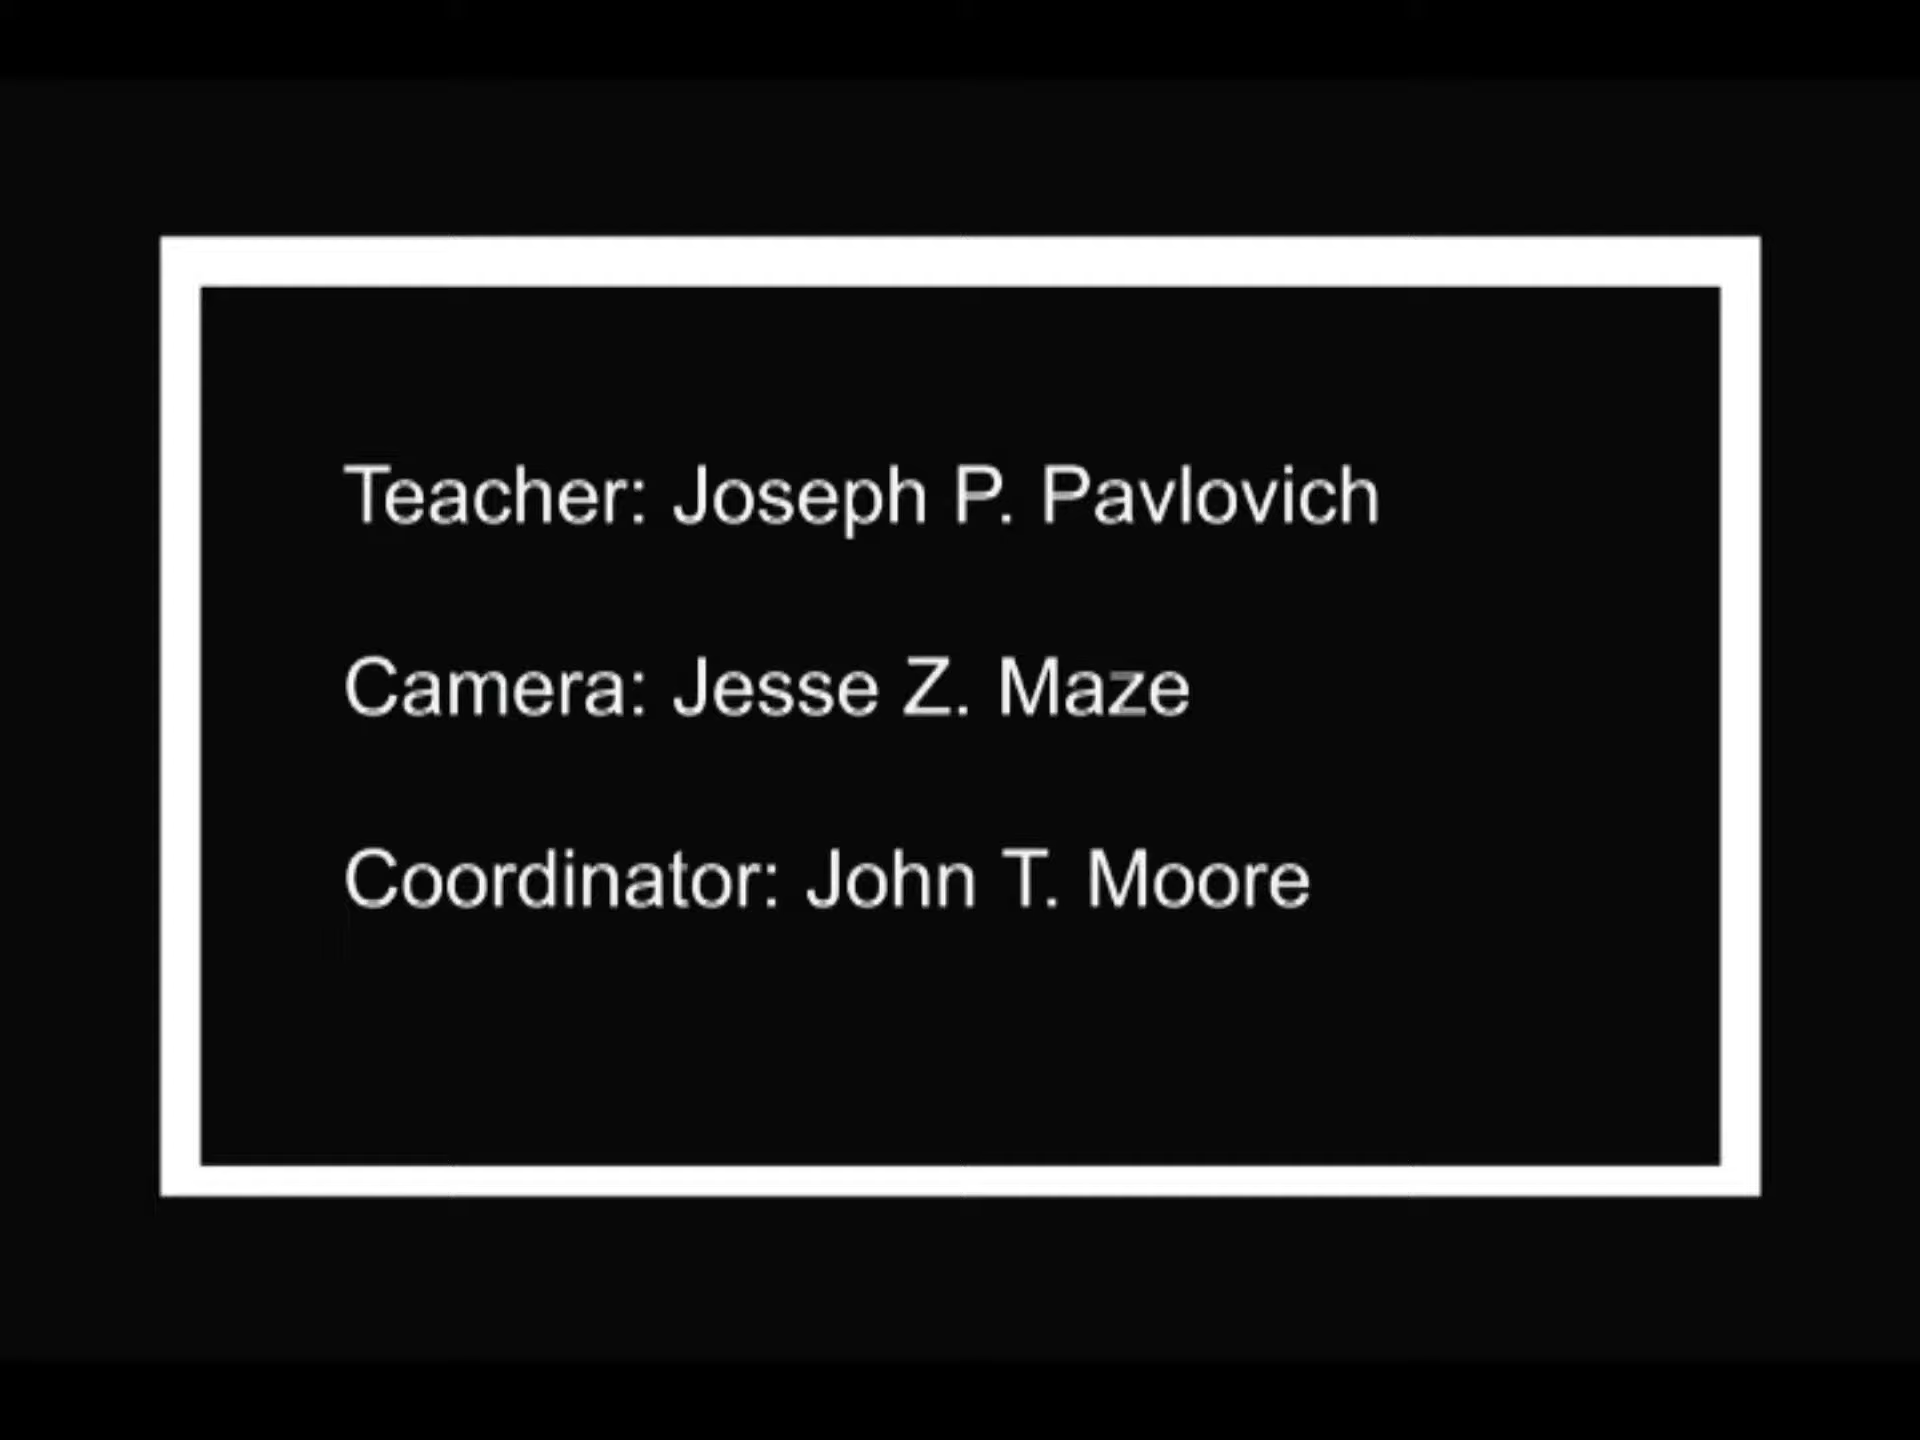 Teacher: Joseph P. Pavlovich
Camera: Jesse Z. Maze
Coordinator: John T. Moore